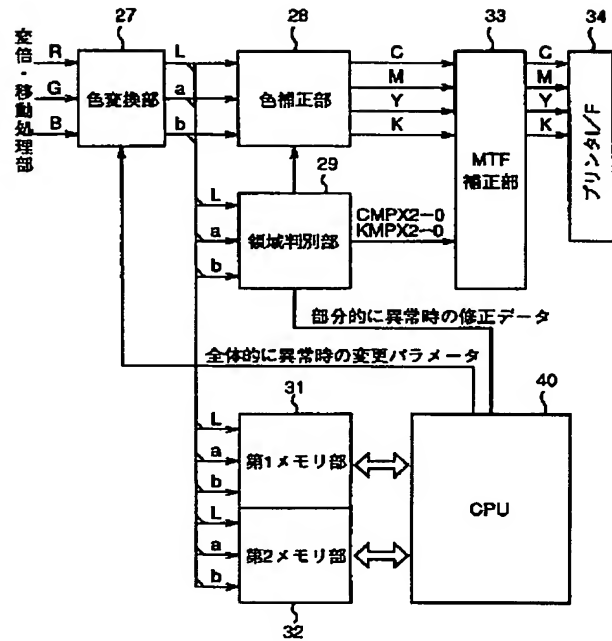 27
28
33
34
変倍・移動処理部
R
G
B
色変換部
L
a
b
色補正部
C
M
Y
K
MTF
補正部
C
M
Y
K
プリンタI/F
29
L
a
b
領域判別部
CMPX2-0
KMPX2-0
部分的に異常時の修正データ
全体的に異常時の変更パラメータ
31
40
L
a
b
第1メモリ部
L
a
b
第2メモリ部
CPU
32